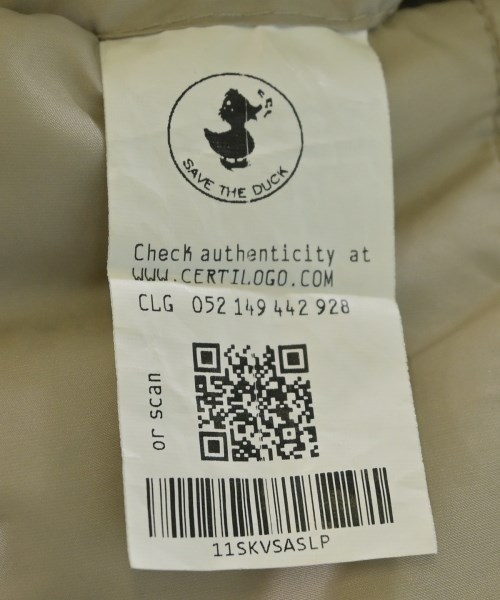 SAVE THE DUCK
Check authenticity at
WWW.CERTILOGO.COM
CLG 052 149 442 928
or scan
11SKVSASLP